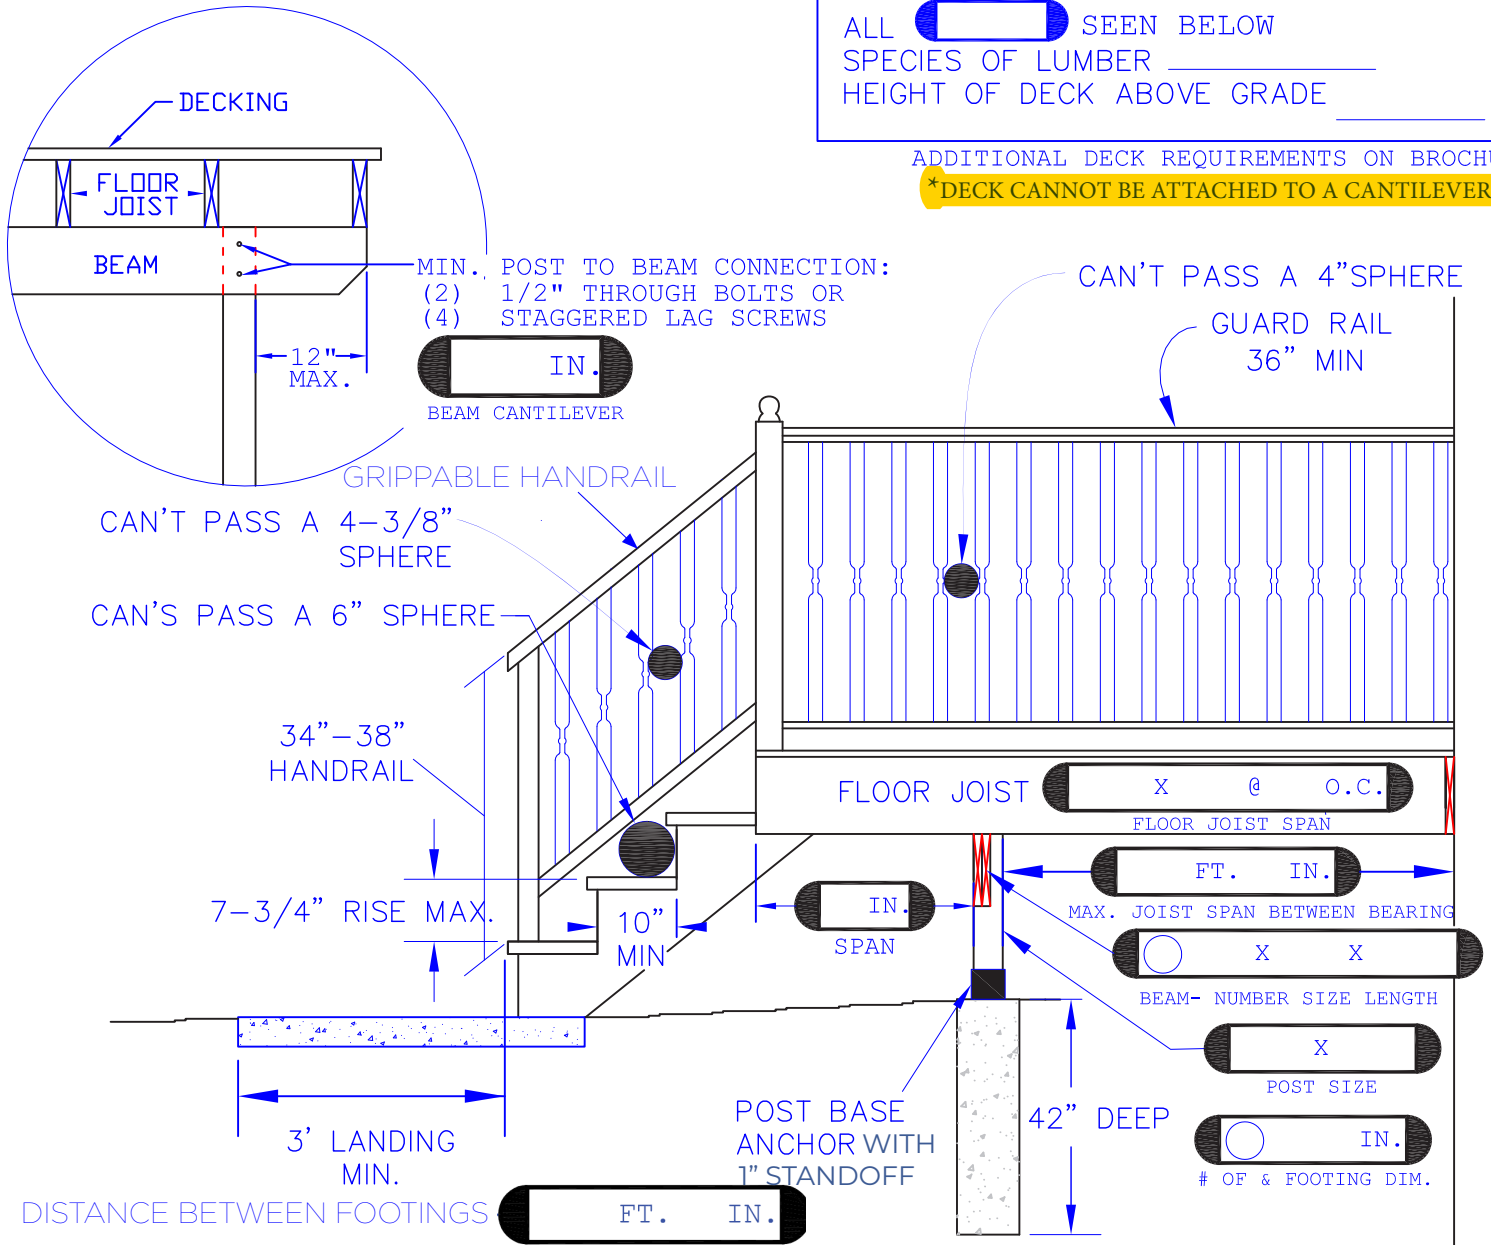 ALL SEEN BELOW
SPECIES OF LUMBER
HEIGHT OF DECK ABOVE GRADE
ADDITIONAL DECK REQUIREMENTS ON
*DECK CANNOT BE ATTACHED TO A CANTILEVER
DECKING
FLOOR
JOIST
BEAM
12"
MAX.
MIN. POST TO BEAM CONNECTION:
(2) 1/2" THROUGH BOLTS OR
(4) STAGGERED LAG SCREWS
IN.
BEAM CANTILEVER
CAN'T PASS A 4”SPHERE
GUARD RAIL
36” MIN
GRIPPABLE HANDRAIL
CAN'T PASS A 4-3/8”
SPHERE
CAN'S PASS A 6” SPHERE
34”-38”
HANDRAIL
7-3/4” RISE MAX.
10”
MIN
FLOOR JOIST X @ O.C.
FLOOR JOIST SPAN
FT. IN.
MAX. JOIST SPAN BETWEEN BEARING
IN.
SPAN
X X
BEAM- NUMBER SIZE LENGTH
X
POST SIZE
IN.
# OF & FOOTING DIM.
POST BASE
ANCHOR WITH
1” STANDOFF
42” DEEP
3' LANDING
MIN.
DISTANCE BETWEEN FOOTINGS FT. IN.